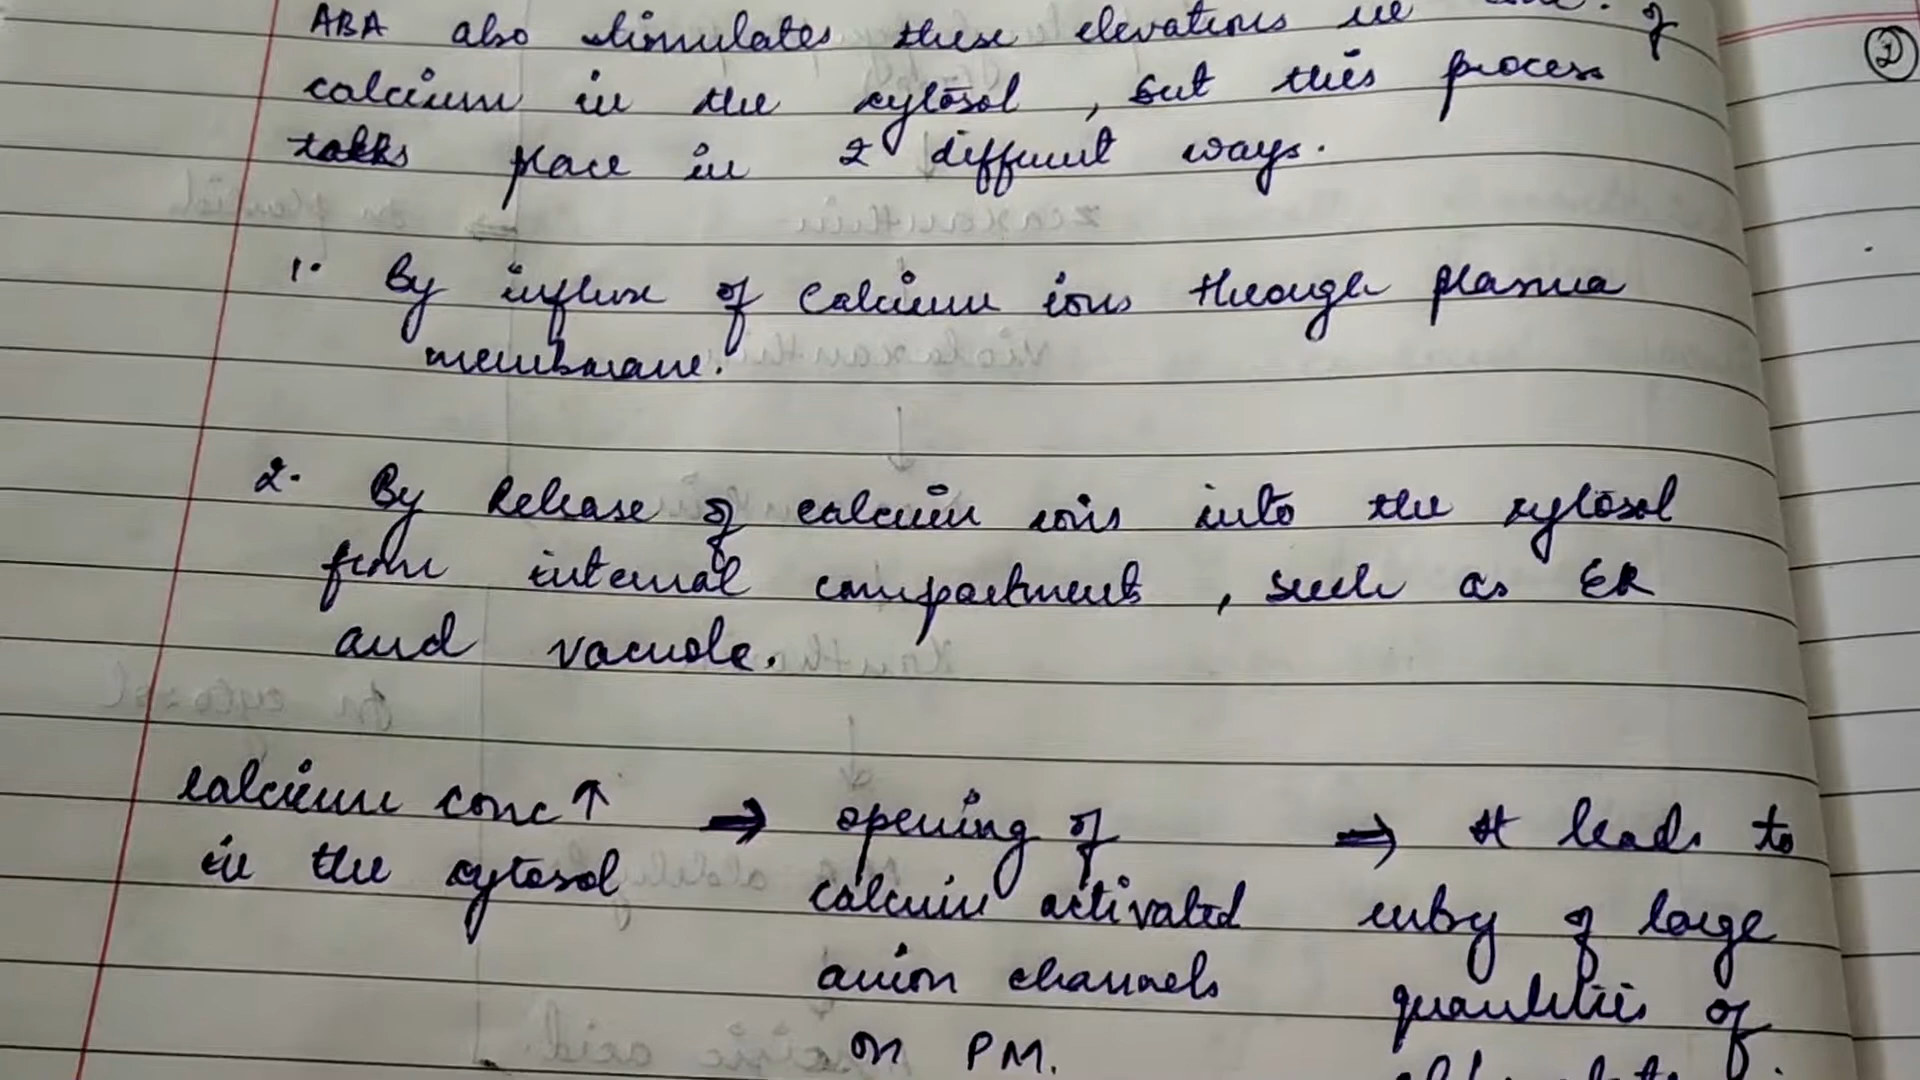 ABA also stimulates these elevations in conc. of
calcium in the cytosol, but this process
takes place in 2 different ways.
1. By influx of calcium ions through plasma
membrane.
2. By Release of calcium ions into the cytosol
from internal compartments, such as ER
and vacuole.
calcium conc ↑ ⇒ opening of ⇒ It leads to
in the cytosol calcium activated entry of large
anion channels quantities of
on PM.
2